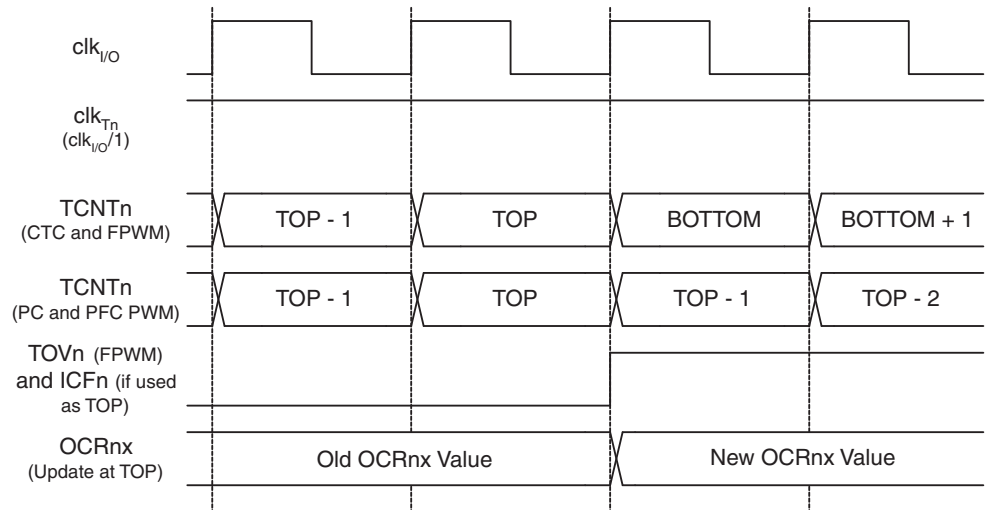 clkI/O
clkTn
(clkI/O/1)
TCNTn
(CTC and FPWM)
TOP - 1
TOP
BOTTOM
BOTTOM + 1
TCNTn
(PC and PFC PWM)
TOP - 1
TOP
TOP - 1
TOP - 2
TOVn (FPWM)
and ICFn (if used
as TOP)
OCRnx
(Update at TOP)
Old OCRnx Value
New OCRnx Value